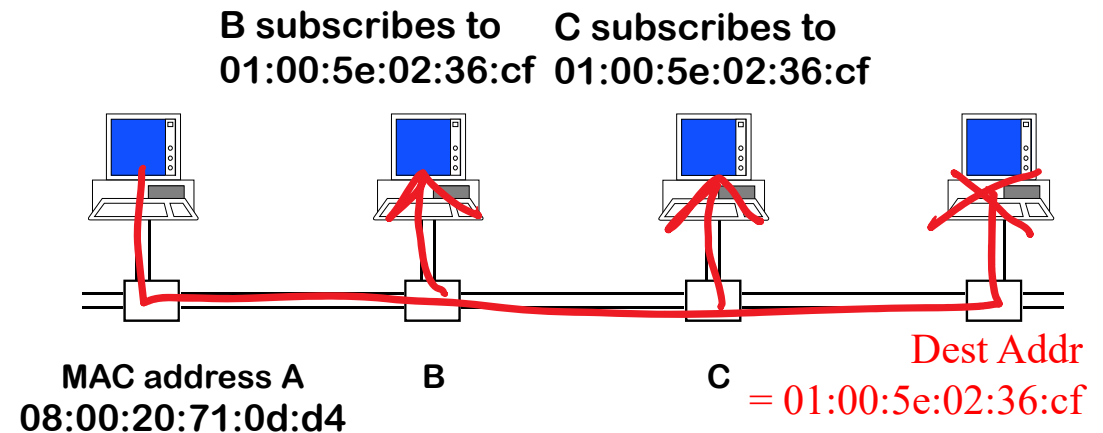 B subscribes to
01:00:5e:02:36:cf
C subscribes to
01:00:5e:02:36:cf
MAC address A
08:00:20:71:0d:d4
B
C
Dest Addr
= 01:00:5e:02:36:cf